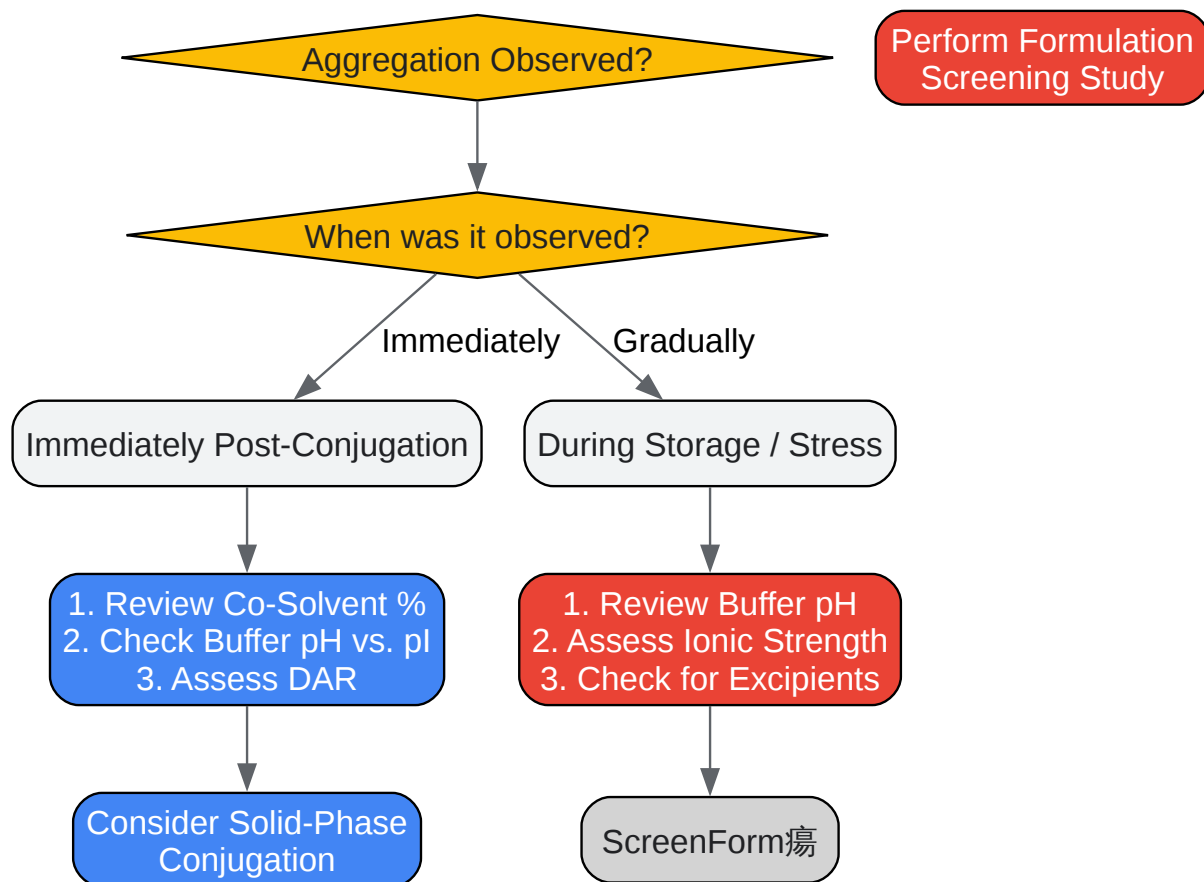 Aggregation Observed?
Perform Formulation
Screening Study
When was it observed?
Immediately
Gradually
Immediately Post-Conjugation
During Storage / Stress
1. Review Co-Solvent %
2. Check Buffer pH vs. pI
3. Assess DAR
1. Review Buffer pH
2. Assess Ionic Strength
3. Check for Excipients
Consider Solid-Phase
Conjugation
ScreenForm瘍